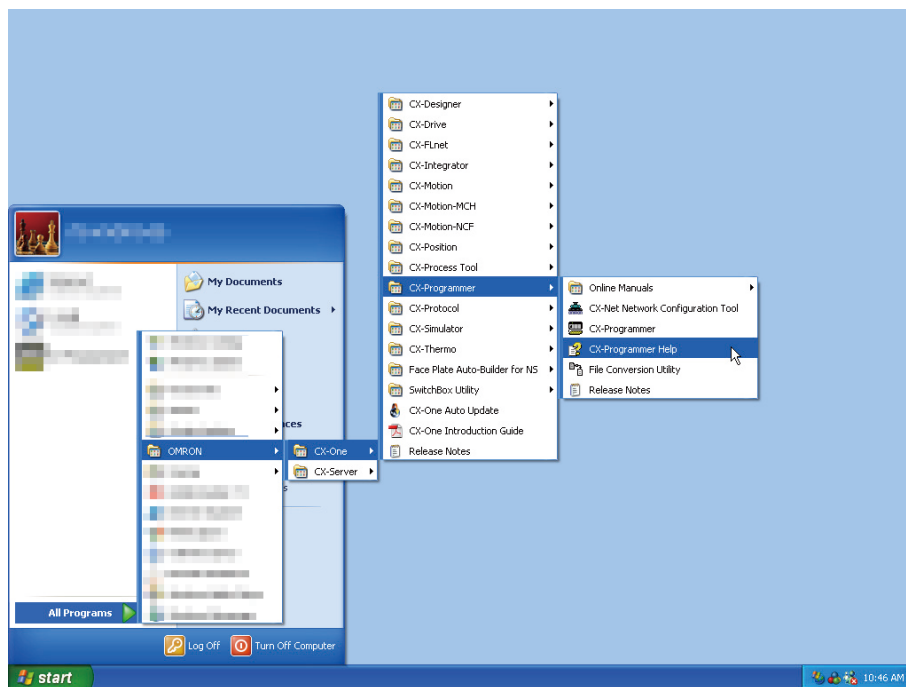 CX-Designer
CX-Drive
CX-FLnet
CX-Integrator
CX-Motion
CX-Motion-MCH
CX-Motion-NCF
CX-Position
CX-Process Tool
CX-Programmer
CX-Protocol
CX-Simulator
CX-Thermo
Face Plate Auto-Builder for NS
SwitchBox Utility
CX-One Auto Update
CX-One Introduction Guide
Release Notes
Online Manuals
CX-Net Network Configuration Tool
CX-Programmer
CX-Programmer Help
File Conversion Utility
Release Notes
My Documents
My Recent Documents
OMRON
CX-One
CX-Server
All Programs
Log Off
Turn Off Computer
start
10:46 AM